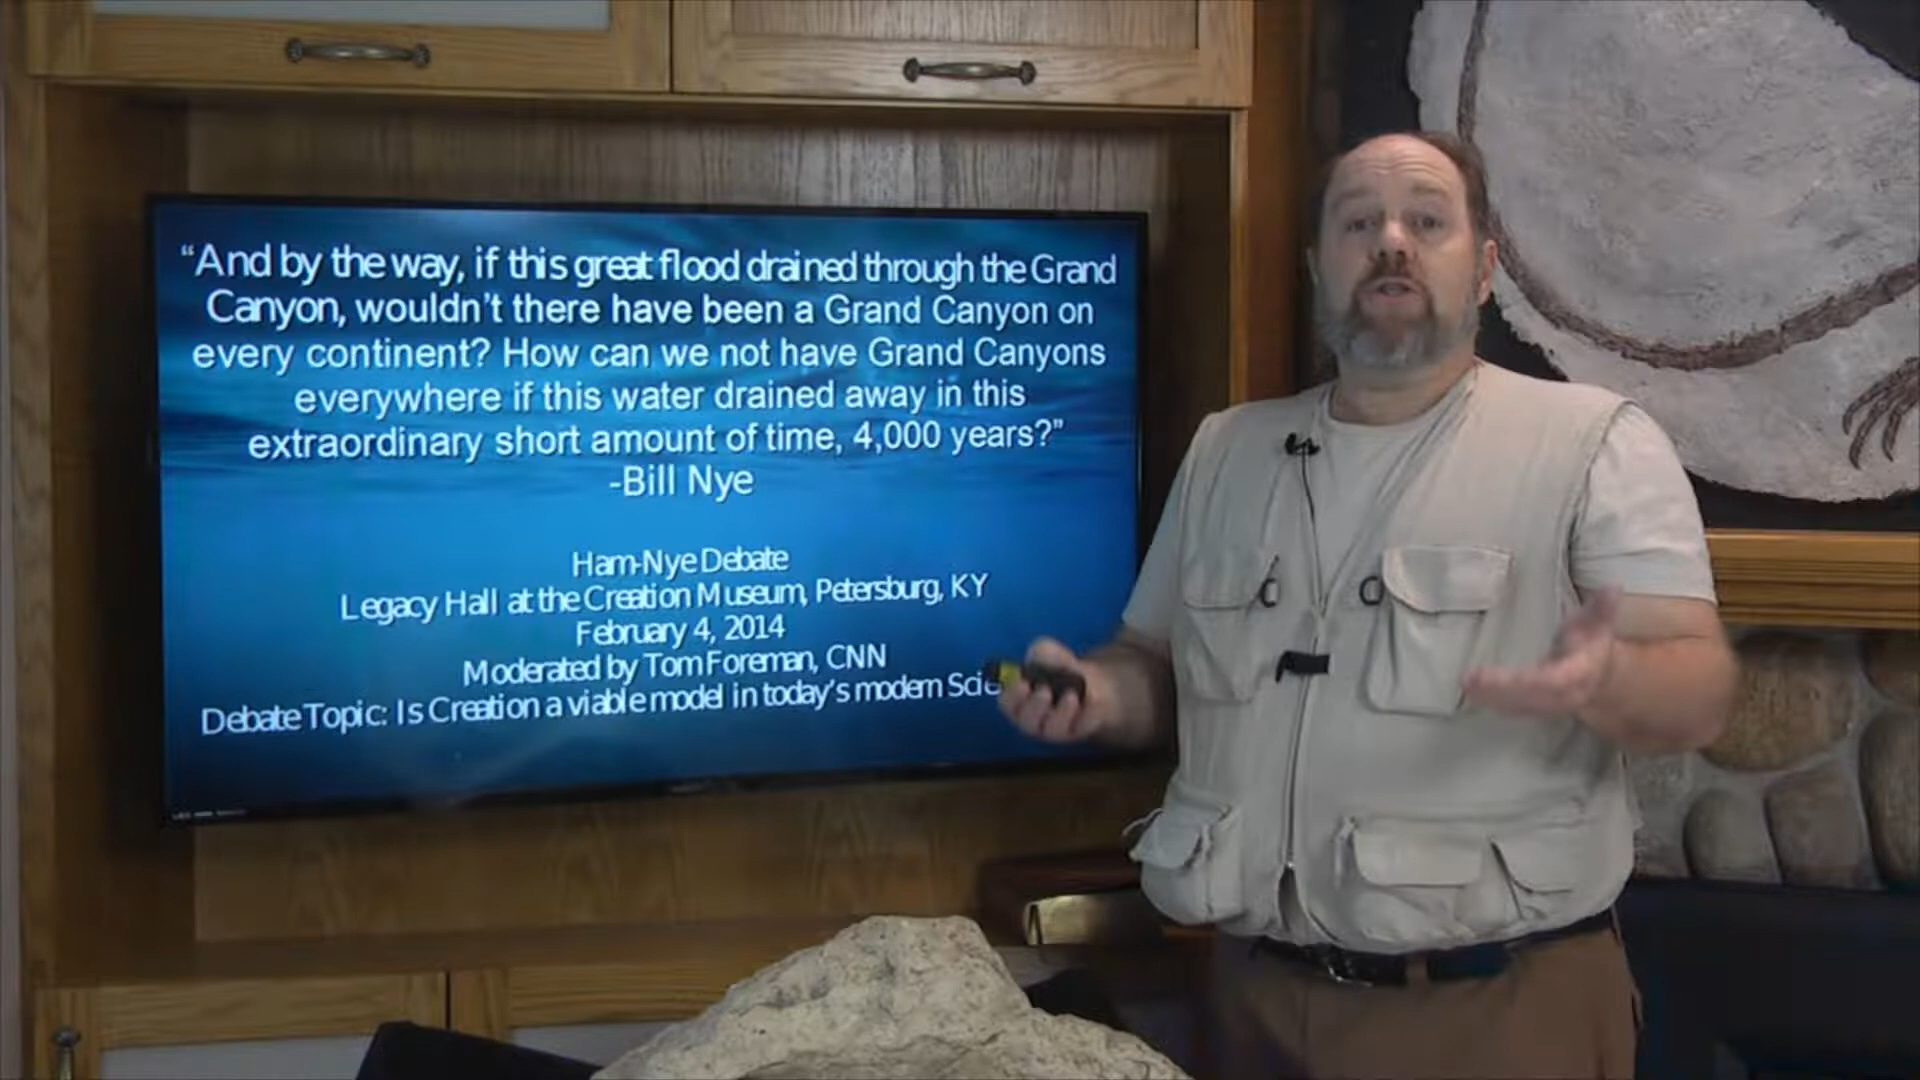 “And by the way, if this great flood drained through the Grand
Canyon, wouldn’t there have been a Grand Canyon on
every continent? How can we not have Grand Canyons
everywhere if this water drained away in this
extraordinary short amount of time, 4,000 years?”
-Bill Nye
Ham-Nye Debate
Legacy Hall at the Creation Museum, Petersburg, KY
February 4, 2014
Moderated by Tom Foreman, CNN
Debate Topic: Is Creation a viable model in today’s modern Scie